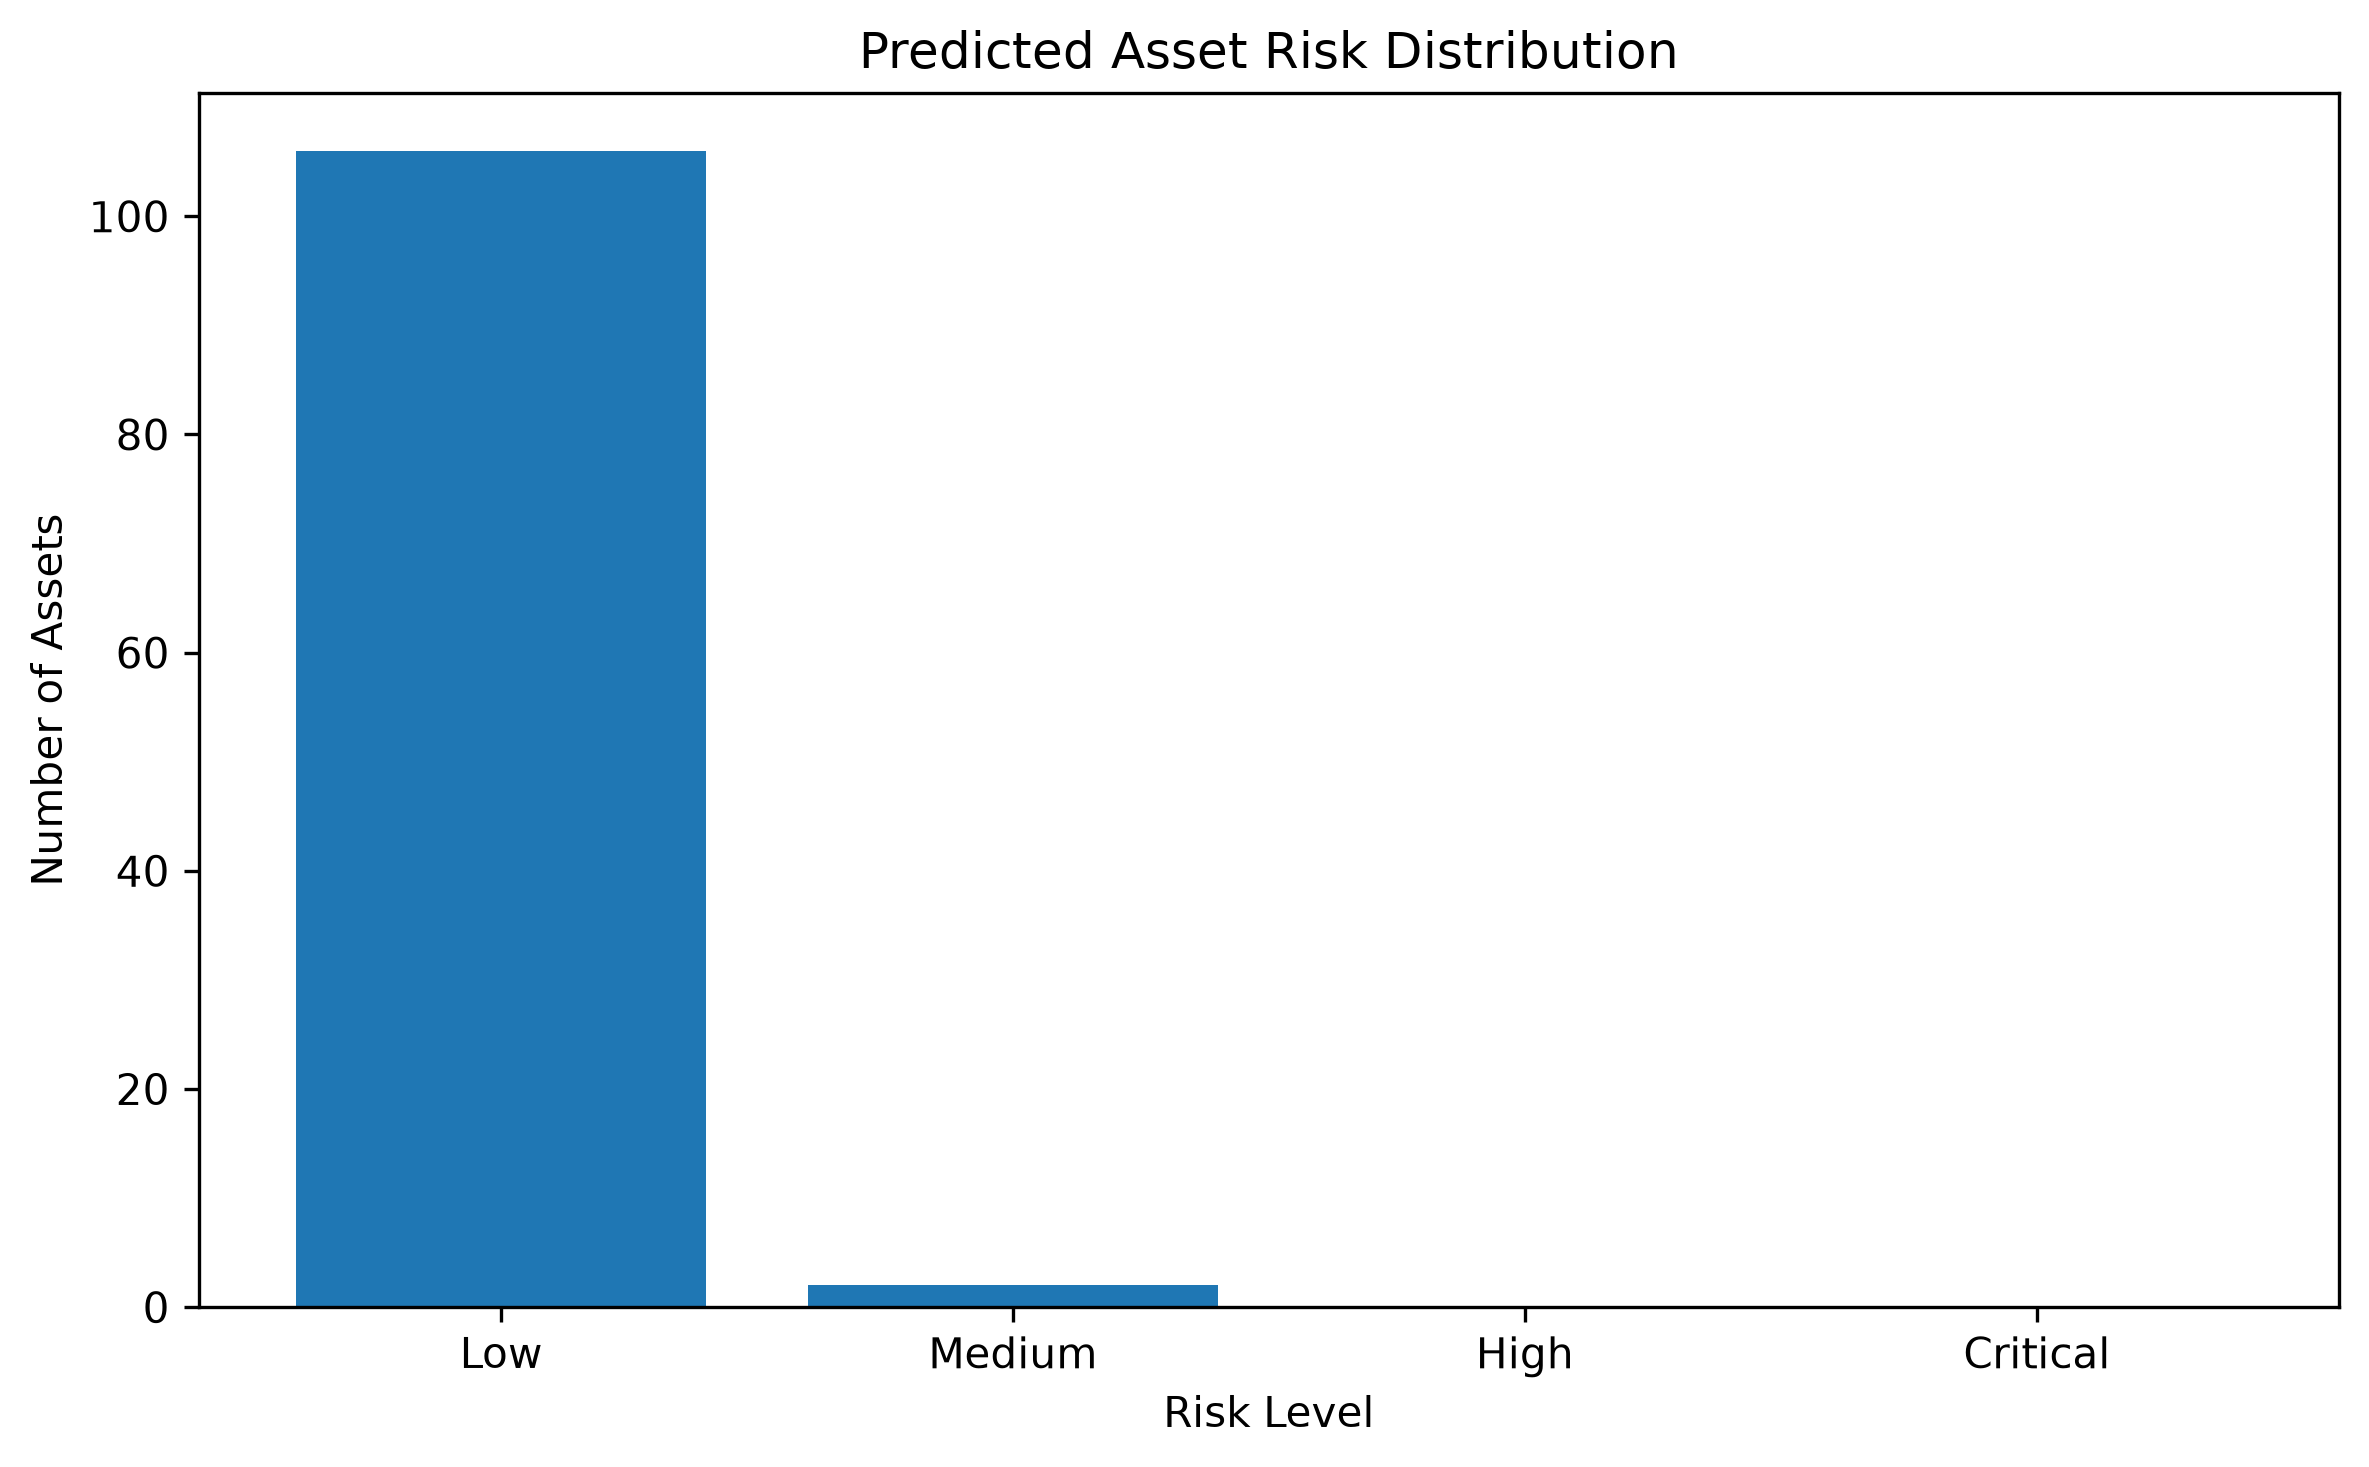 Predicted Asset Risk Distribution
Number of Assets
100
80
60
40
20
0
Low Medium High Critical
Risk Level